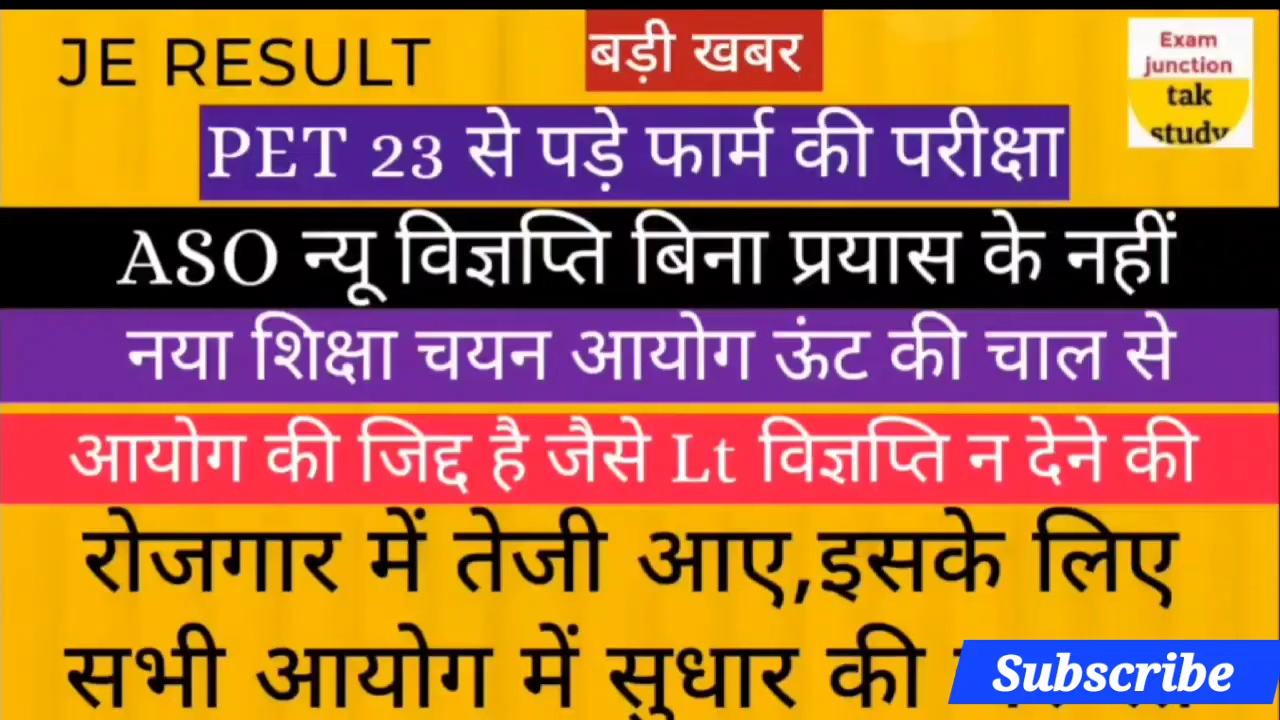 JE RESULT
बड़ी खबर
Exam
junction
tak
study
PET 23 से पड़े फार्म की परीक्षा
ASO न्यू विज्ञप्ति बिना प्रयास के नहीं
नया शिक्षा चयन आयोग ऊंट की चाल से
आयोग की जिद्द है जैसे Lt विज्ञप्ति न देने की
रोजगार में तेजी आए,इसके लिए
सभी आयोग में सुधार की
Subscribe